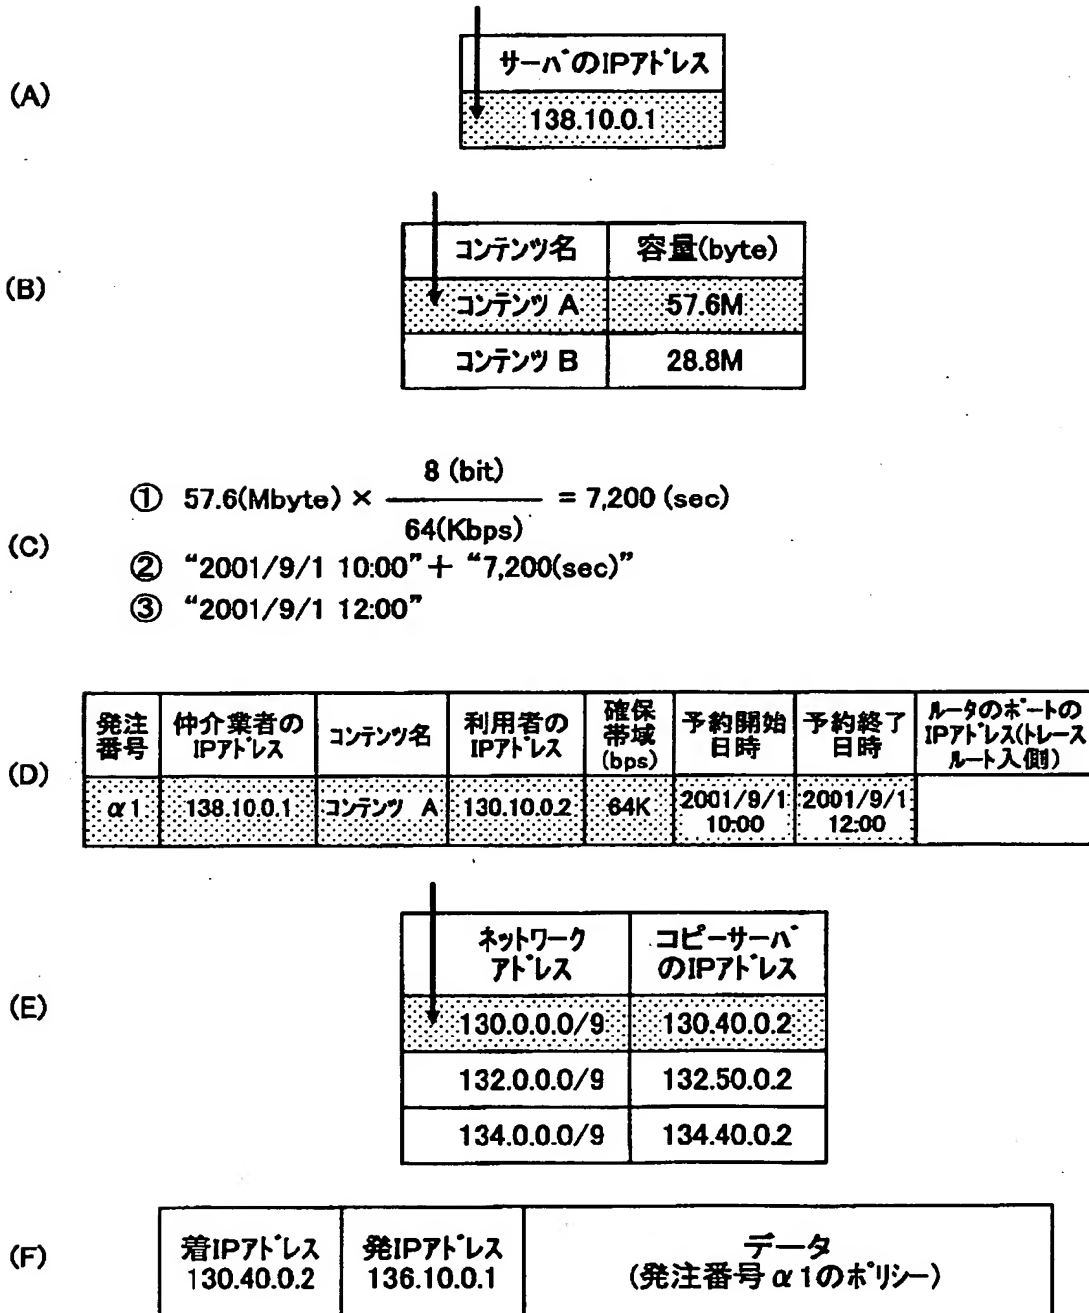 (A)
サーバのIPアドレス
138.10.0.1
(B)
コンテンツ名 容量(byte)
コンテンツ A 57.6M
コンテンツ B 28.8M
(C)
① 57.6(Mbyte) × 8 (bit) / 64(Kbps) = 7,200 (sec)
② “2001/9/1 10:00”＋ “7,200(sec)”
③ “2001/9/1 12:00”
(D)
発注番号 仲介業者のIPアドレス コンテンツ名 利用者のIPアドレス 確保帯域(bps) 予約開始日時 予約終了日時 ルータのポートのIPアドレス(トレースルート入側)
α1 138.10.0.1 コンテンツ A 130.10.0.2 64K 2001/9/1 10:00 2001/9/1 12:00
(E)
ネットワークアドレス コピーサーバのIPアドレス
130.0.0.0/9 130.40.0.2
132.0.0.0/9 132.50.0.2
134.0.0.0/9 134.40.0.2
(F)
着IPアドレス 発IPアドレス データ
130.40.0.2 136.10.0.1 (発注番号 α1のポリシー)